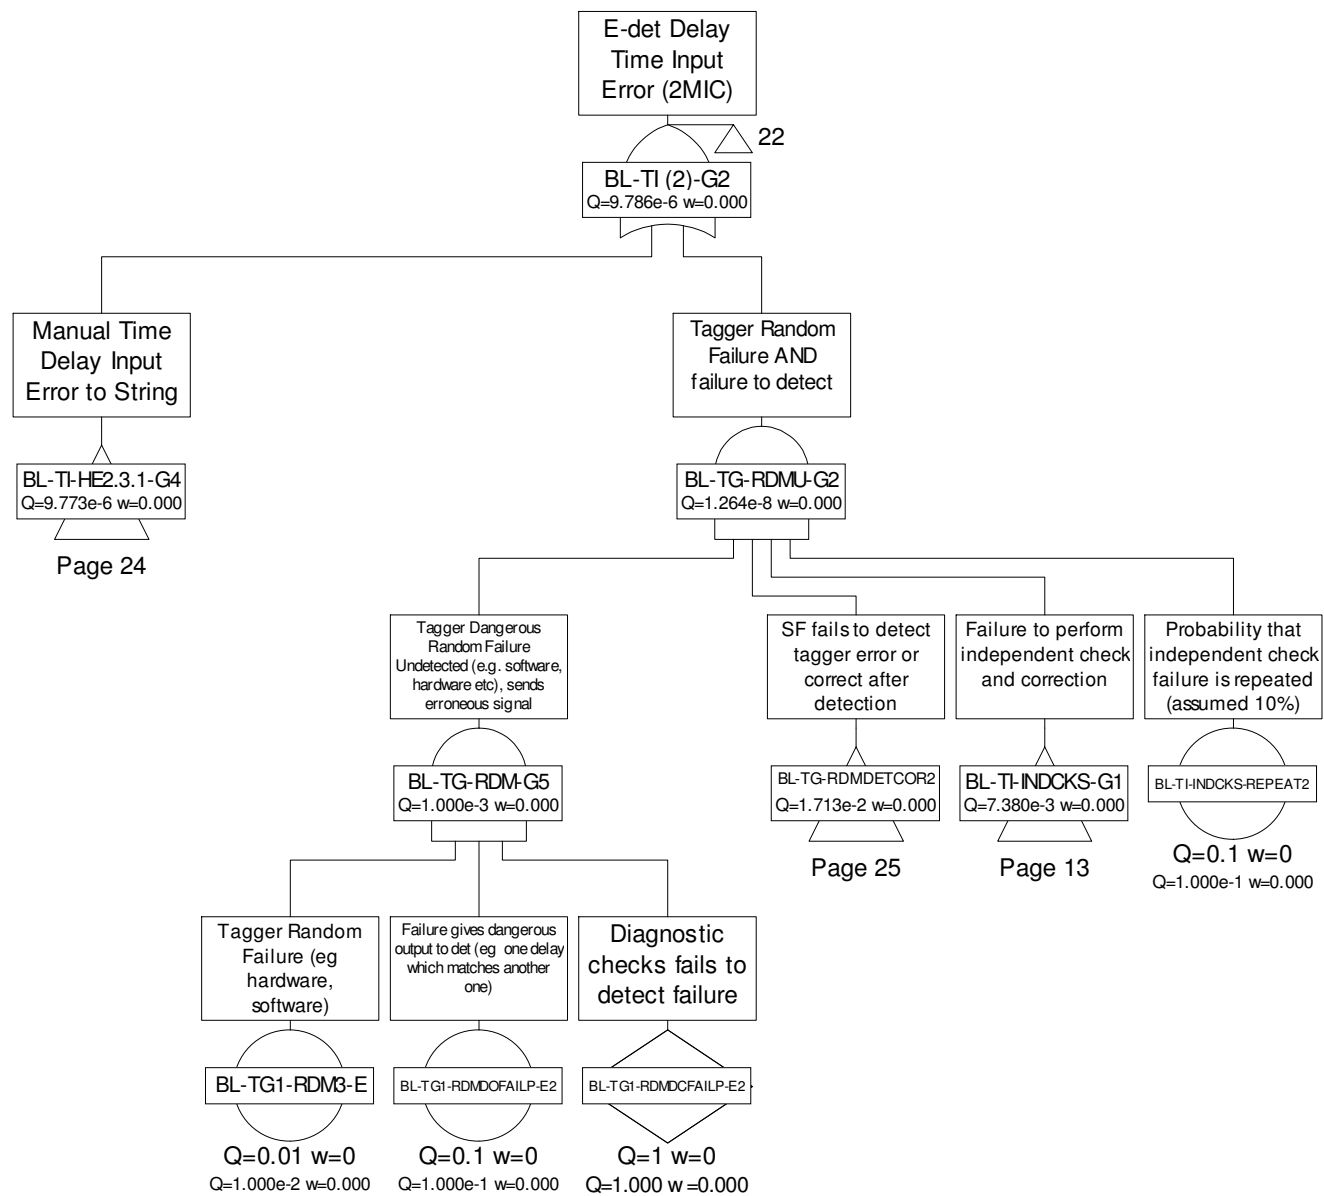 E-det Delay
Time Input
Error (2MIC)
22
BL-TI (2)-G2
Q=9.786e-6 w=0.000
Manual Time
Delay Input
Error to String
BL-TI-HE2.3.1-G4
Q=9.773e-6 w=0.000
Page 24
Tagger Random
Failure AND
failure to detect
BL-TG-RDMU-G2
Q=1.264e-8 w=0.000
Tagger Dangerous
Random Failure
Undetected (e.g. software,
hardware etc), sends
erroneous signal
BL-TG-RDM-G5
Q=1.000e-3 w=0.000
SF fails to detect
tagger error or
correct after
detection
BL-TG-RDMDETCOR2
Q=1.713e-2 w=0.000
Page 25
Failure to perform
independent check
and correction
BL-TI-INDCKS-G1
Q=7.380e-3 w=0.000
Page 13
Probability that
independent check
failure is repeated
(assumed 10%)
BL-TI-INDCKS-REPEAT2
Q=0.1 w=0
Q=1.000e-1 w=0.000
Tagger Random
Failure (eg
hardware,
software)
BL-TG1-RDM3-E
Q=0.01 w=0
Q=1.000e-2 w=0.000
Failure gives dangerous
output to det (eg one delay
which matches another
one)
BL-TG1-RDMDOFAILP-E2
Q=0.1 w=0
Q=1.000e-1 w=0.000
Diagnostic
checks fails to
detect failure
BL-TG1-RDMDCFAILP-E2
Q=1 w=0
Q=1.000 w=0.000